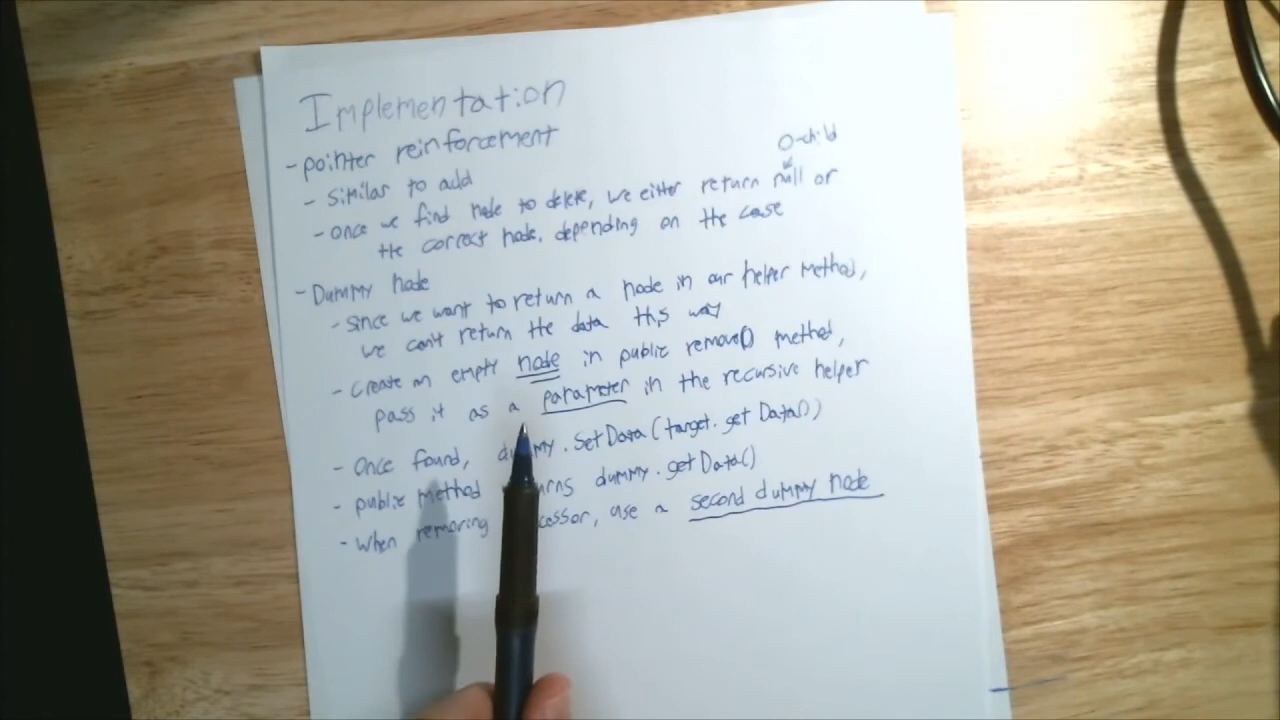 Implementation
- pointer reinforcement
0-child
- Similar to add
- Once we find node to delete, we either return null or
the correct node, depending on the case
- Dummy node
- Since we want to return a node in our helper method,
we can't return the data this way
- Create an empty node in public remove() method,
pass it as a parameter in the recursive helper
- Once found, dummy.setData(target.getData())
- public method dummy.getData()
- When removing use a second dummy node